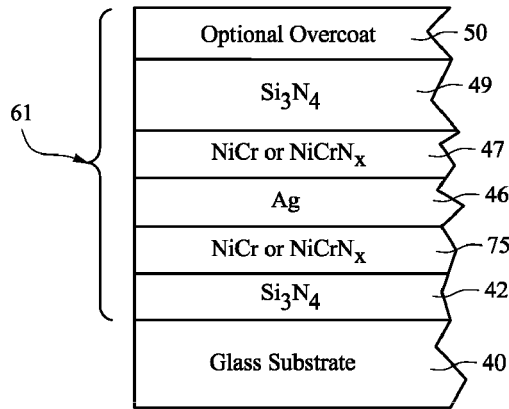 Optional Overcoat 50
Si3N4 49
61
NiCr or NiCrNx 47
Ag 46
NiCr or NiCrNx 75
Si3N4 42
Glass Substrate 40